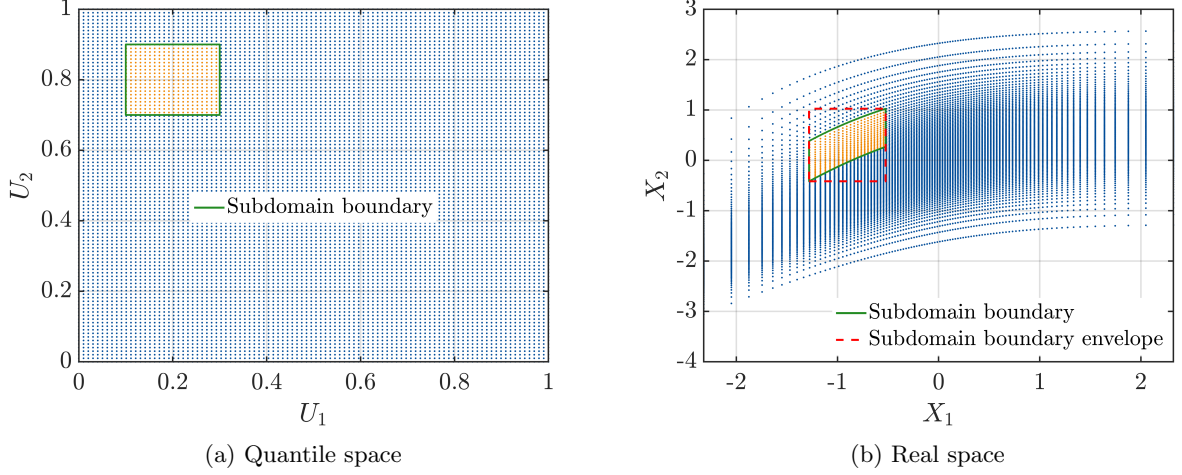 1
0.8
0.6
0.4
0.2
0
U2
Subdomain boundary
0 0.2 0.4 0.6 0.8 1
U1
(a) Quantile space
3
2
1
0
-1
-2
-3
-4
X2
Subdomain boundary
Subdomain boundary envelope
-2 -1 0 1 2
X1
(b) Real space